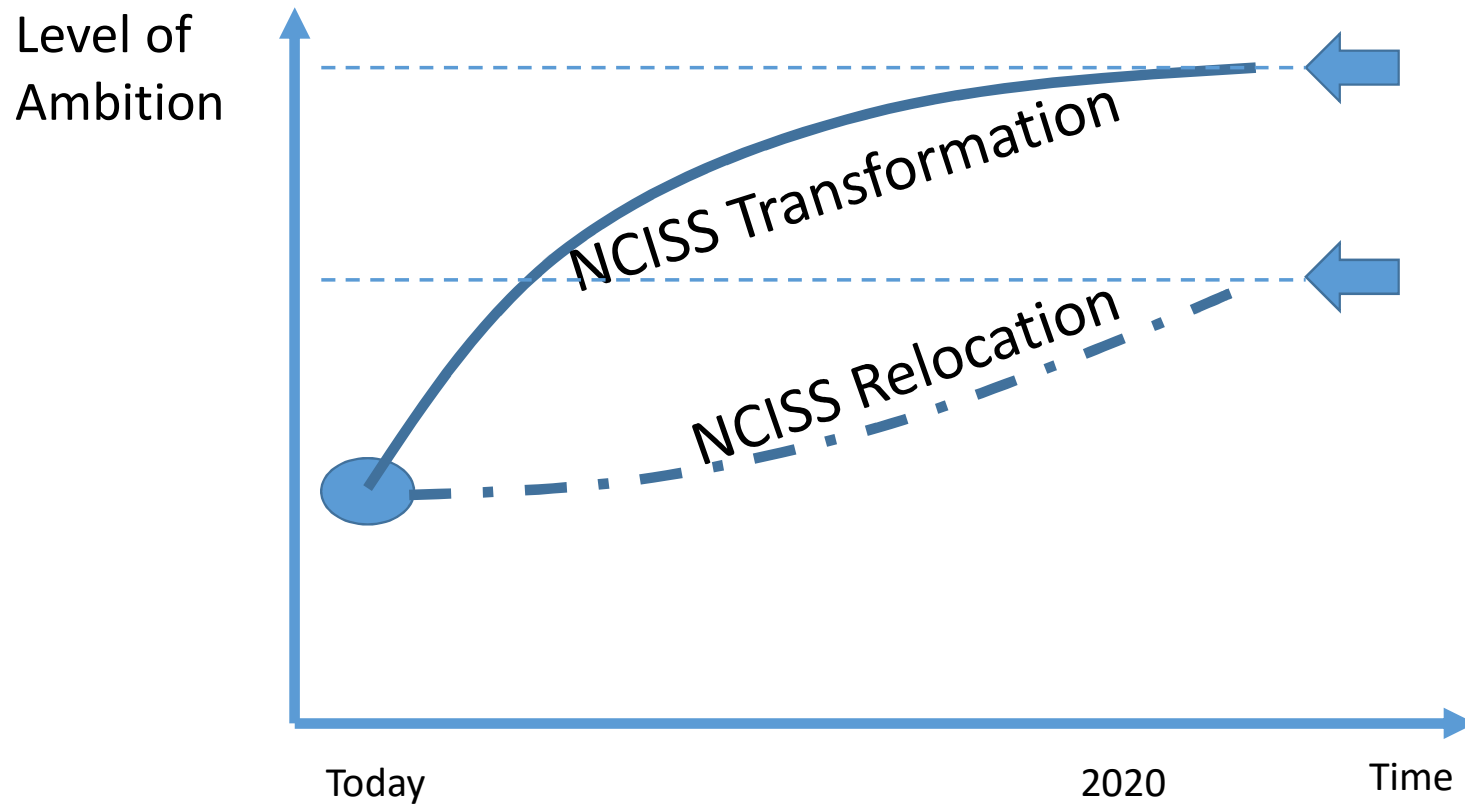 Level of
Ambition
NCISS Transformation
NCISS Relocation
Today
2020
Time